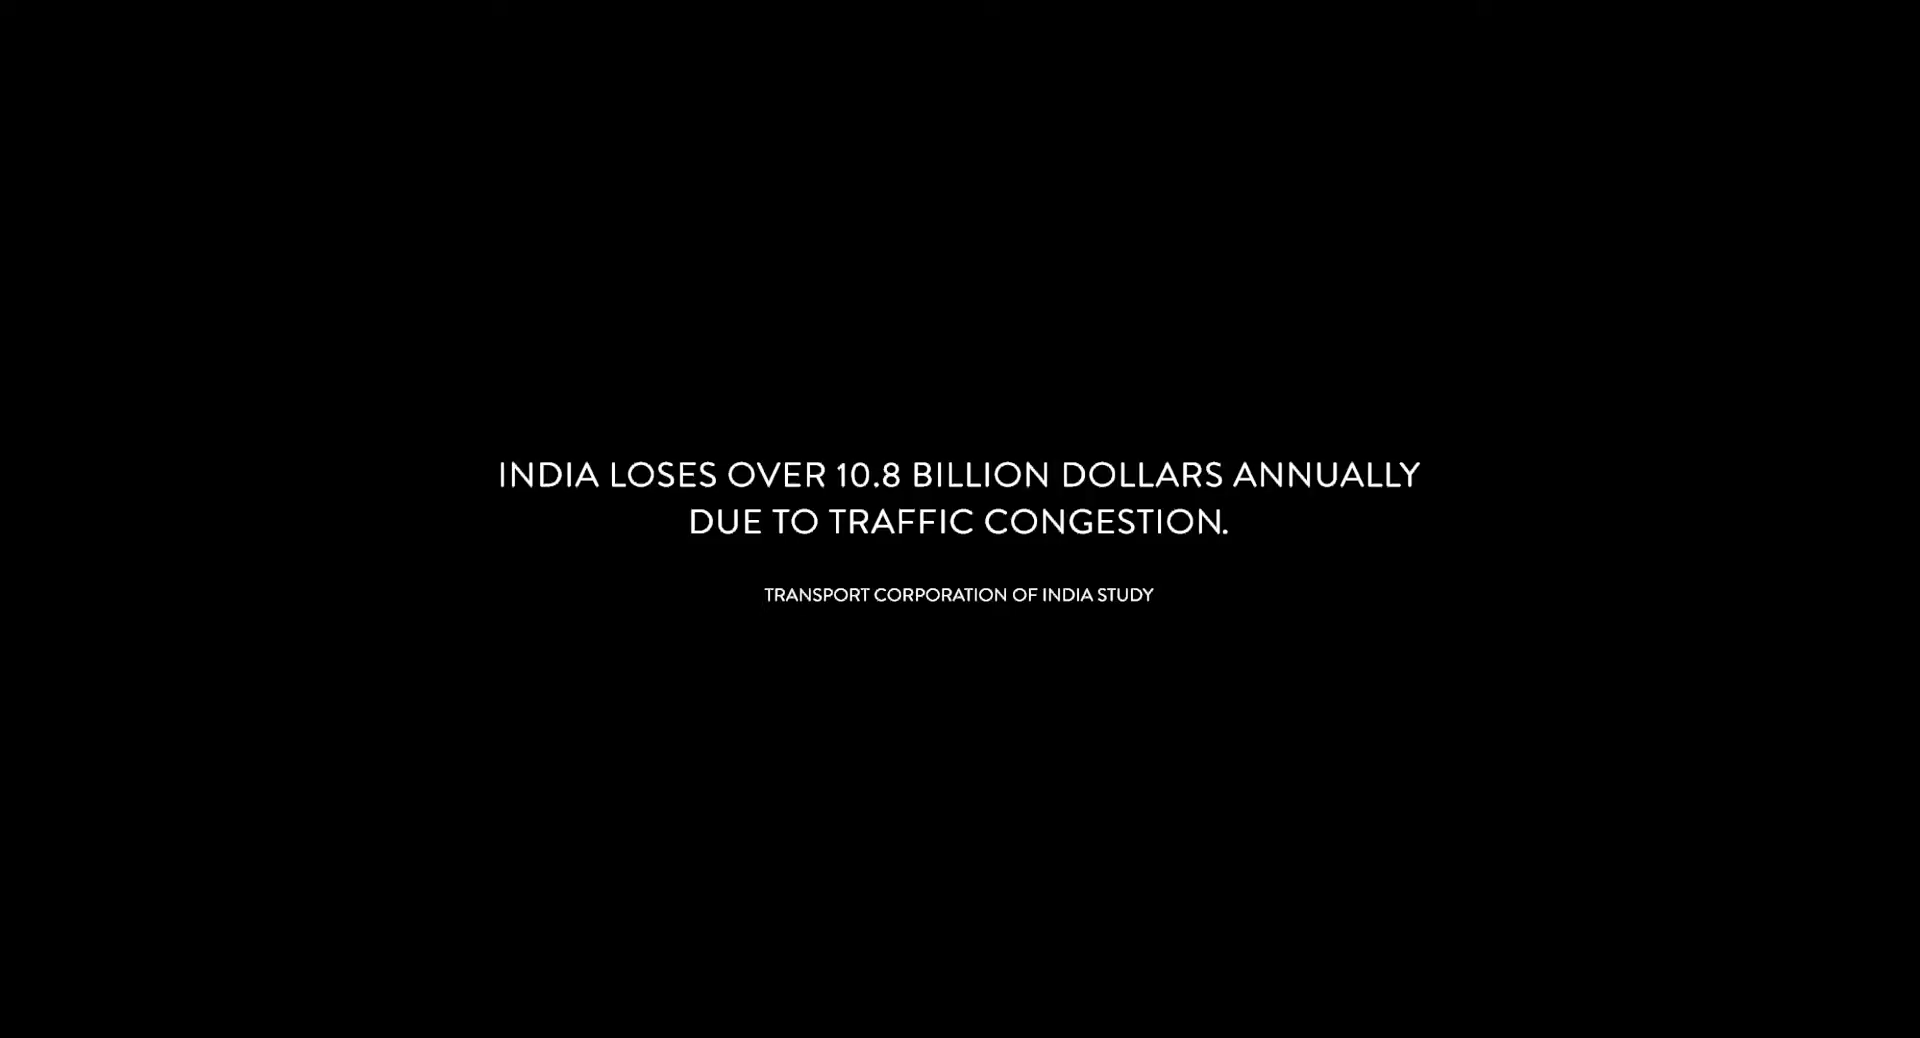 INDIA LOSES OVER 10.8 BILLION DOLLARS ANNUALLY
DUE TO TRAFFIC CONGESTION.
TRANSPORT CORPORATION OF INDIA STUDY